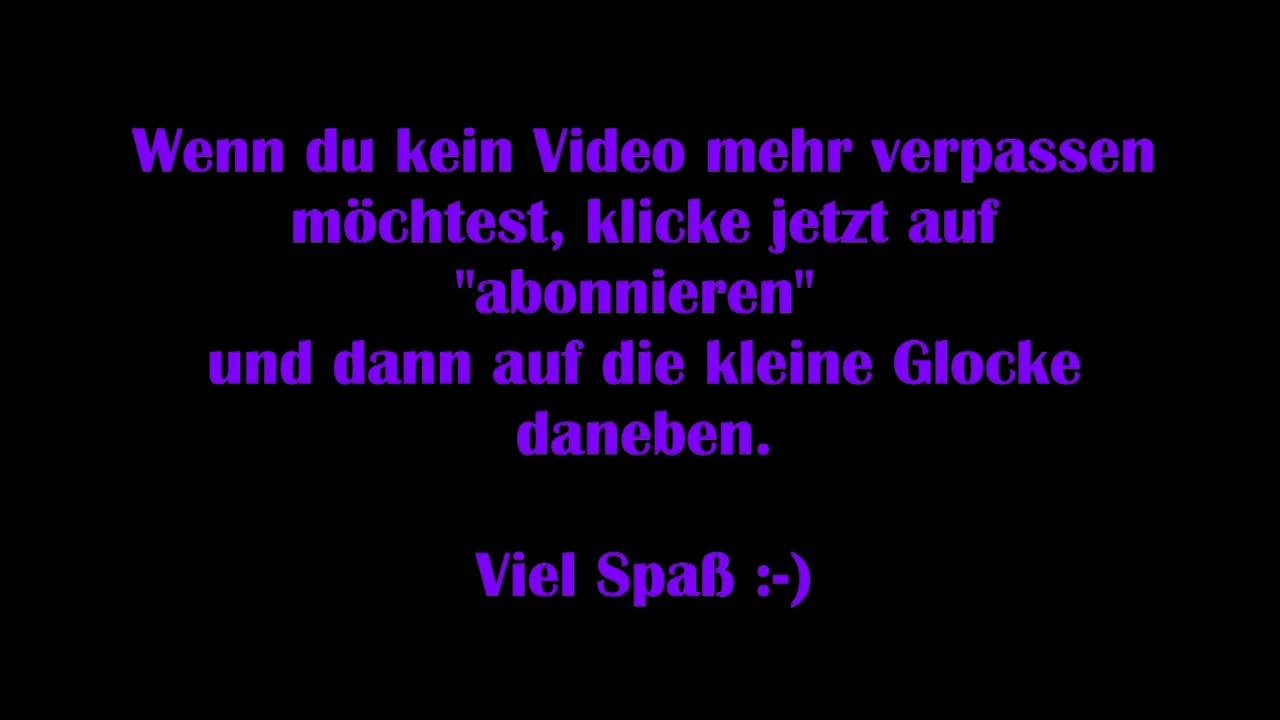 Wenn du kein Video mehr verpassen
möchtest, klicke jetzt auf
"abonnieren"
und dann auf die kleine Glocke
daneben.
Viel Spaß :-)